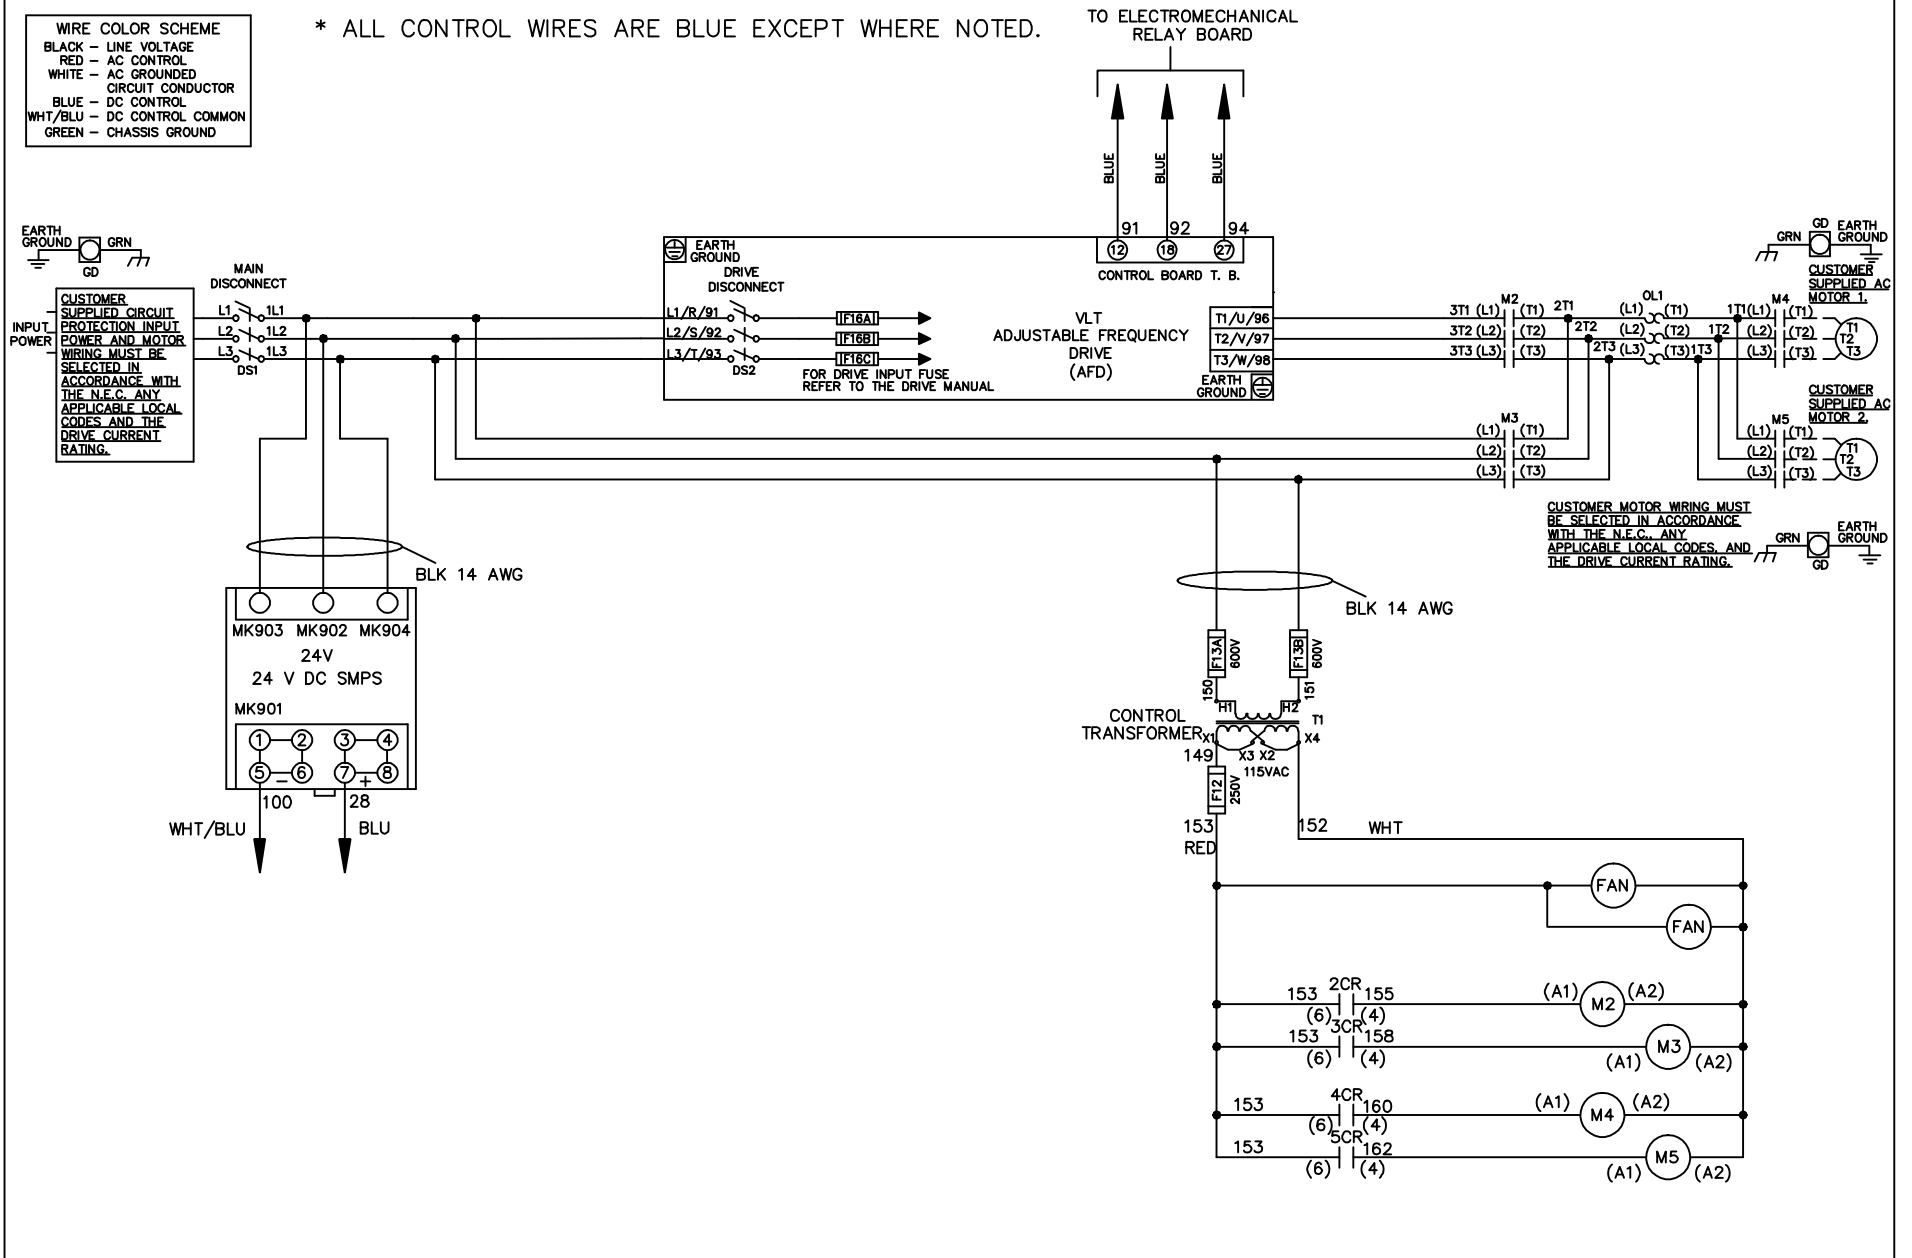 WIRE COLOR SCHEME
BLACK – LINE VOLTAGE
RED – AC CONTROL
WHITE – AC GROUNDED
CIRCUIT CONDUCTOR
BLUE – DC CONTROL
WHT/BLU – DC CONTROL COMMON
GREEN – CHASSIS GROUND
* ALL CONTROL WIRES ARE BLUE EXCEPT WHERE NOTED.
TO ELECTROMECHANICAL
RELAY BOARD
BLUE
BLUE
BLUE
91 92 94
12 18 27
CONTROL BOARD T. B.
EARTH
GROUND
GRN
GD
INPUT
POWER
CUSTOMER
SUPPLIED CIRCUIT
PROTECTION INPUT
POWER AND MOTOR
WIRING MUST BE
SELECTED IN
ACCORDANCE WITH
THE N.E.C. ANY
APPLICABLE LOCAL
CODES AND THE
DRIVE CURRENT
RATING.
MAIN
DISCONNECT
L1 1L1
L2 1L2
L3 1L3
DS1
EARTH
GROUND
DRIVE
DISCONNECT
L1/R/91
L2/S/92
L3/T/93
DS2
F16A
F16B
F16C
FOR DRIVE INPUT FUSE
REFER TO THE DRIVE MANUAL
VLT
ADJUSTABLE FREQUENCY
DRIVE
(AFD)
T1/U/96
T2/V/97
T3/W/98
EARTH
GROUND
M2
3T1 (L1) (T1) 2T1
3T2 (L2) (T2) 2T2
3T3 (L3) (T3) 2T3
OL1
(L1) (T1) 1T1
(L2) (T2) 1T2
(L3) (T3) 1T3
M4
(L1) (T1)
(L2) (T2)
(L3) (T3)
GD EARTH
GRN GROUND
CUSTOMER
SUPPLIED AC
MOTOR 1.
T1
T2
T3
M3
(L1) (T1)
(L2) (T2)
(L3) (T3)
M5
(L1) (T1)
(L2) (T2)
(L3) (T3)
CUSTOMER
SUPPLIED AC
MOTOR 2.
T1
T2
T3
CUSTOMER MOTOR WIRING MUST
BE SELECTED IN ACCORDANCE
WITH THE N.E.C., ANY
APPLICABLE LOCAL CODES, AND
THE DRIVE CURRENT RATING.
EARTH
GRN GROUND
GD
BLK 14 AWG
MK903 MK902 MK904
24V
24 V DC SMPS
MK901
1 2 3 4
5 – 6 7 + 8
100 28
WHT/BLU BLU
BLK 14 AWG
F13A
600V
F13B
600V
150
151
H1 H2
T1
CONTROL
TRANSFORMER
X1 X3 X2 X4
149
115VAC
F12
250V
153
RED
152 WHT
FAN
FAN
2CR
153 155 (A1) M2 (A2)
(6) (4)
3CR
153 158 M3
(6) (4) (A1) (A2)
4CR
153 160 (A1) M4 (A2)
(6) (4)
5CR
153 162 M5
(6) (4) (A1) (A2)